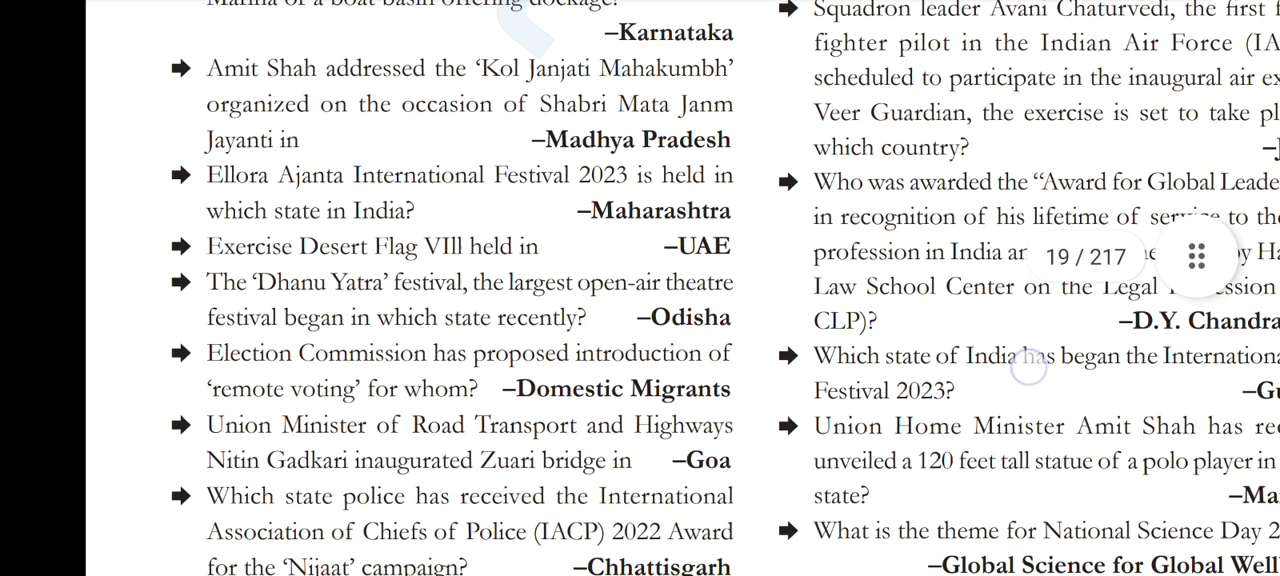 Marina or a boat basin offering dockage?
–Karnataka
➡ Amit Shah addressed the ‘Kol Janjati Mahakumbh’
organized on the occasion of Shabri Mata Janm
Jayanti in –Madhya Pradesh
➡ Ellora Ajanta International Festival 2023 is held in
which state in India? –Maharashtra
➡ Exercise Desert Flag VIll held in –UAE
➡ The ‘Dhanu Yatra’ festival, the largest open-air theatre
festival began in which state recently? –Odisha
➡ Election Commission has proposed introduction of
‘remote voting’ for whom? –Domestic Migrants
➡ Union Minister of Road Transport and Highways
Nitin Gadkari inaugurated Zuari bridge in –Goa
➡ Which state police has received the International
Association of Chiefs of Police (IACP) 2022 Award
for the ‘Nijaat’ campaign? –Chhattisgarh
➡ Squadron leader Avani Chaturvedi, the first
fighter pilot in the Indian Air Force (IA
scheduled to participate in the inaugural air ex
Veer Guardian, the exercise is set to take pl
which country?
➡ Who was awarded the “Award for Global Leade
in recognition of his lifetime of service to the
profession in India
Law School Center on the Legal
CLP)? –D.Y. Chandra
➡ Which state of India has began the Internationa
Festival 2023? –Gu
➡ Union Home Minister Amit Shah has rec
unveiled a 120 feet tall statue of a polo player in
state? –Ma
➡ What is the theme for National Science Day 2
–Global Science for Global Well
19 / 217